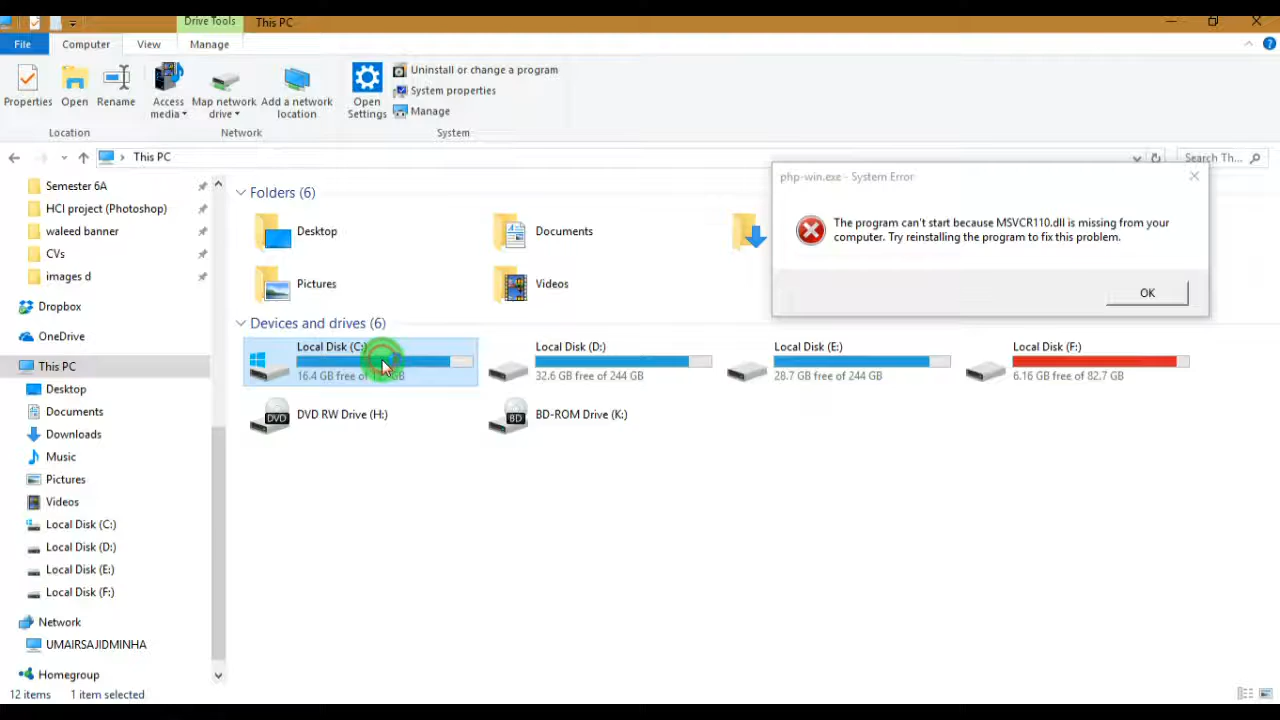 Drive Tools
This PC
File
Computer
View
Manage
Properties
Open
Rename
Access
media
Map network
drive
Add a network
location
Open
Settings
Uninstall or change a program
System properties
Manage
Location
Network
System
This PC
Search Th...
Semester 6A
HCI project (Photoshop)
waleed banner
CVs
images d
Dropbox
OneDrive
This PC
Desktop
Documents
Downloads
Music
Pictures
Videos
Local Disk (C:)
Local Disk (D:)
Local Disk (E:)
Local Disk (F:)
Network
UMAIRSAJIDMINHA
Homegroup
Folders (6)
Desktop
Documents
Pictures
Videos
Devices and drives (6)
Local Disk (C:)
16.4 GB free of
Local Disk (D:)
32.6 GB free of 244 GB
Local Disk (E:)
28.7 GB free of 244 GB
Local Disk (F:)
6.16 GB free of 82.7 GB
DVD RW Drive (H:)
BD-ROM Drive (K:)
DVD
BD
php-win.exe - System Error
The program can't start because MSVCR110.dll is missing from your
computer. Try reinstalling the program to fix this problem.
OK
12 items
1 item selected